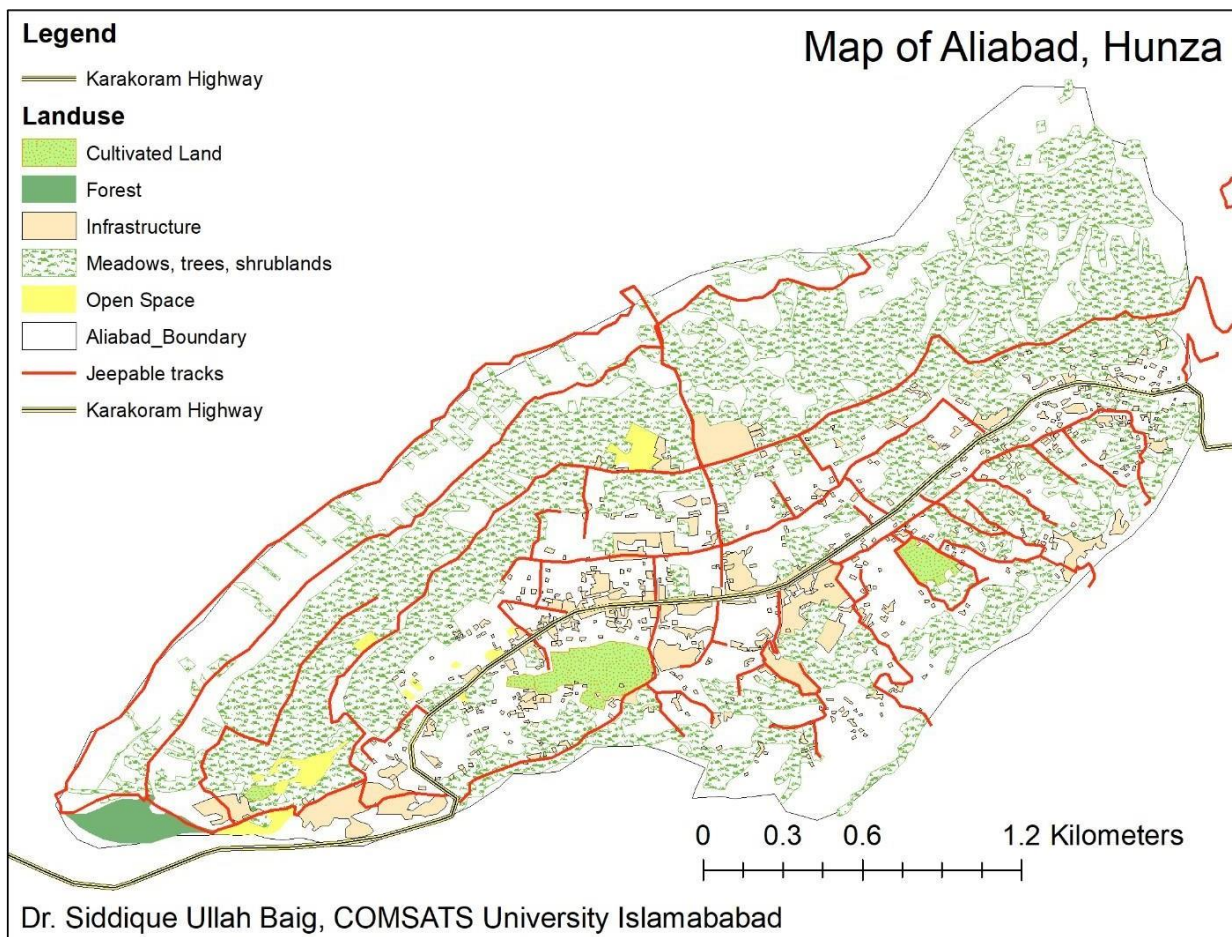 Legend
Map of Aliabad, Hunza
Karakoram Highway
Landuse
Cultivated Land
Forest
Infrastructure
Meadows, trees, shrublands
Open Space
Aliabad_Boundary
Jeepable tracks
Karakoram Highway
0 0.3 0.6 1.2 Kilometers
Dr. Siddique Ullah Baig, COMSATS University Islamababad